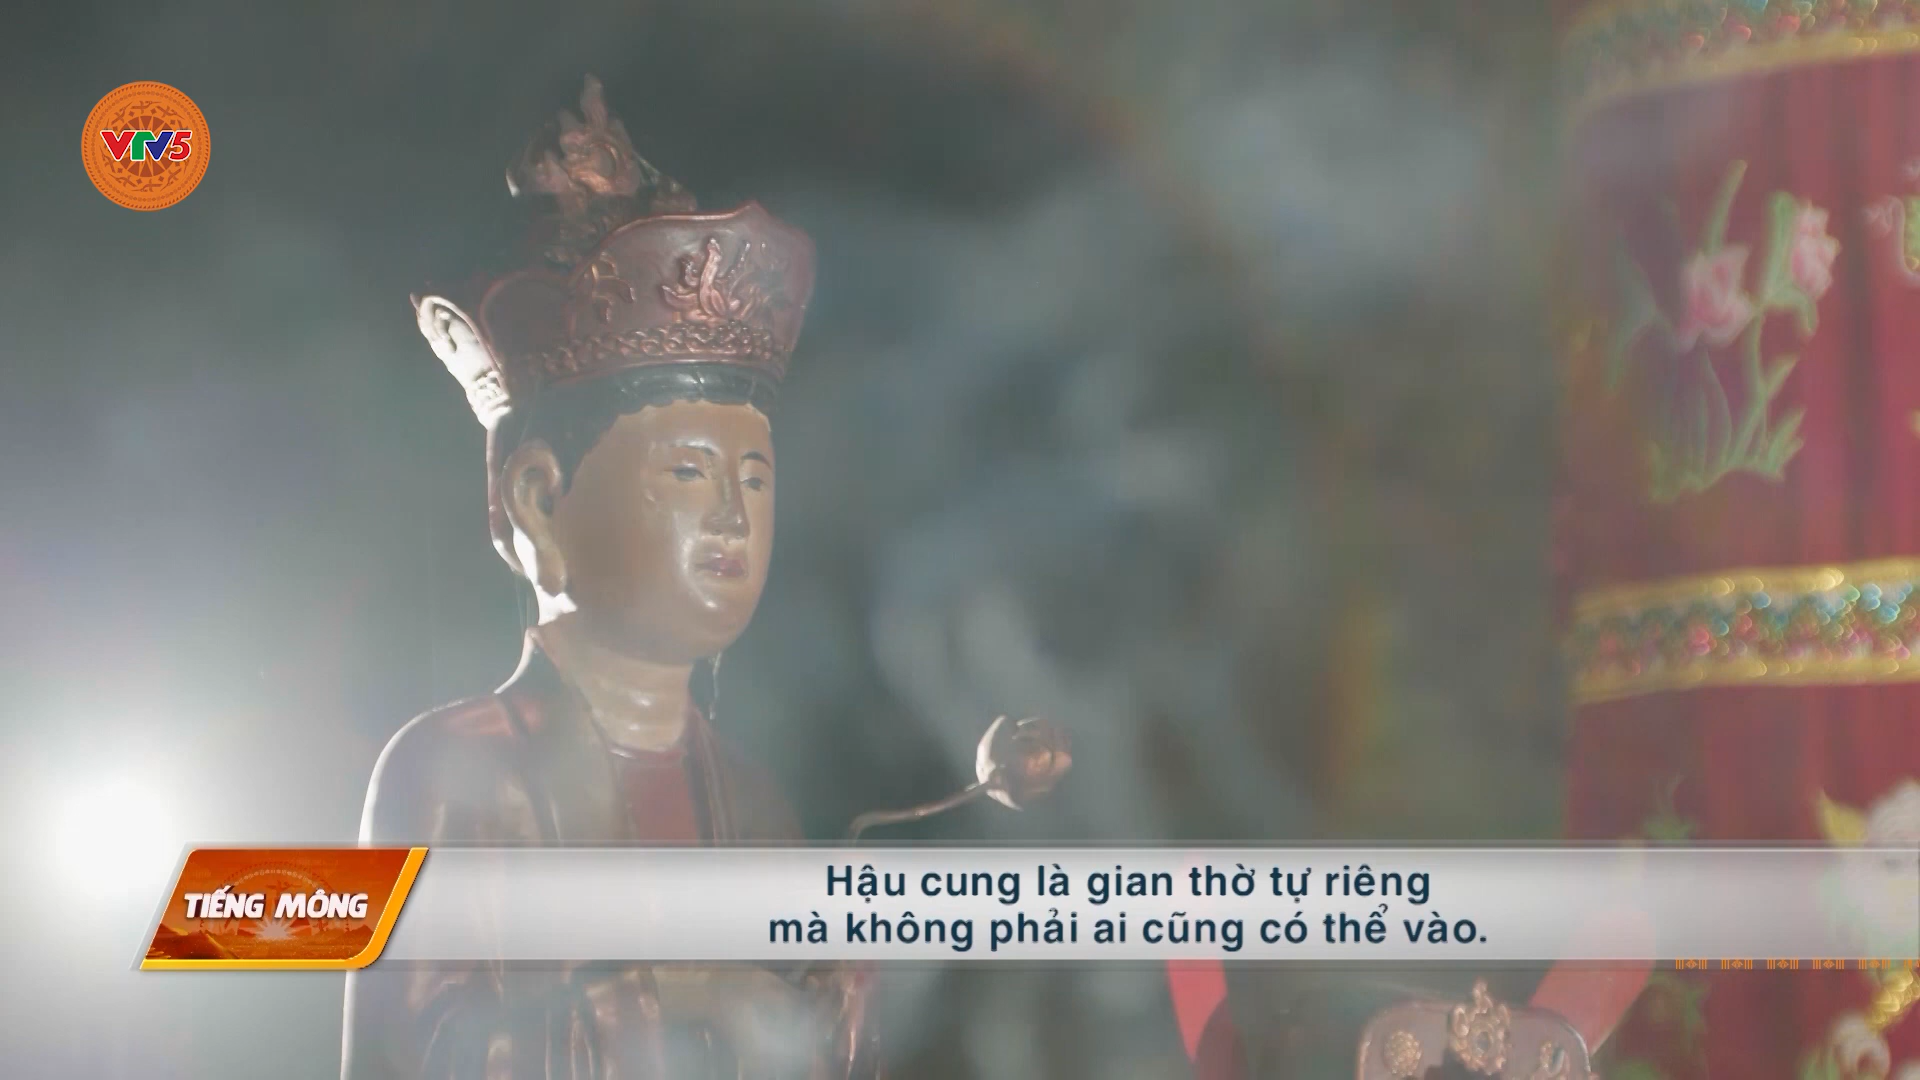 VTV5
TIẾNG MÔNG
Hậu cung là gian thờ tự riêng
mà không phải ai cũng có thể vào.